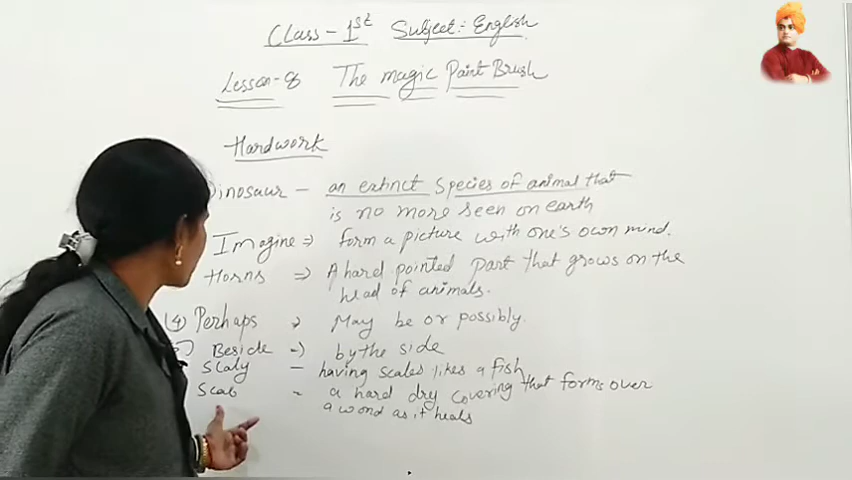 Class - 1st Subject :- English
Lesson - 8 The magic Paint Brush
Hardwork
Dinosaur - an extinct species of animal that
is no more seen on earth
Imagine => form a picture with one's own mind.
Horns => A hard pointed part that grows on the
head of animals.
(4) Perhaps May be or possibly.
Beside -) by the side
Scaly - having scales likes a fish
Scab - a hard dry covering that forms over
a wond as it heals